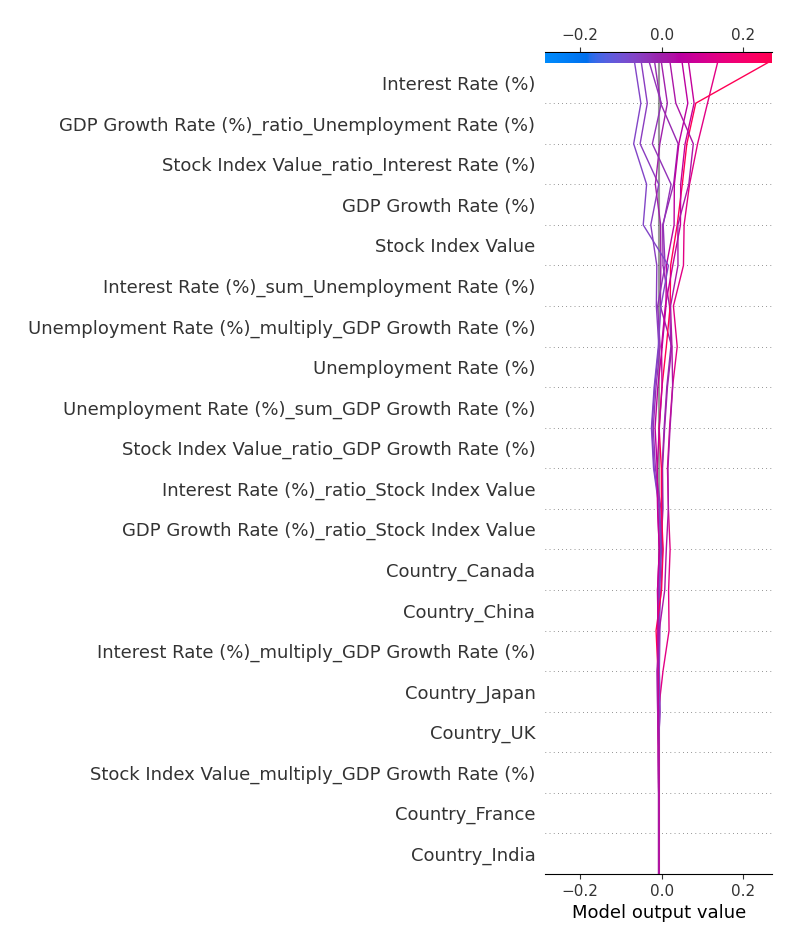 −0.2 0.0 0.2
Interest Rate (%)
GDP Growth Rate (%)_ratio_Unemployment Rate (%)
Stock Index Value_ratio_Interest Rate (%)
GDP Growth Rate (%)
Stock Index Value
Interest Rate (%)_sum_Unemployment Rate (%)
Unemployment Rate (%)_multiply_GDP Growth Rate (%)
Unemployment Rate (%)
Unemployment Rate (%)_sum_GDP Growth Rate (%)
Stock Index Value_ratio_GDP Growth Rate (%)
Interest Rate (%)_ratio_Stock Index Value
GDP Growth Rate (%)_ratio_Stock Index Value
Country_Canada
Country_China
Interest Rate (%)_multiply_GDP Growth Rate (%)
Country_Japan
Country_UK
Stock Index Value_multiply_GDP Growth Rate (%)
Country_France
Country_India
−0.2 0.0 0.2
Model output value